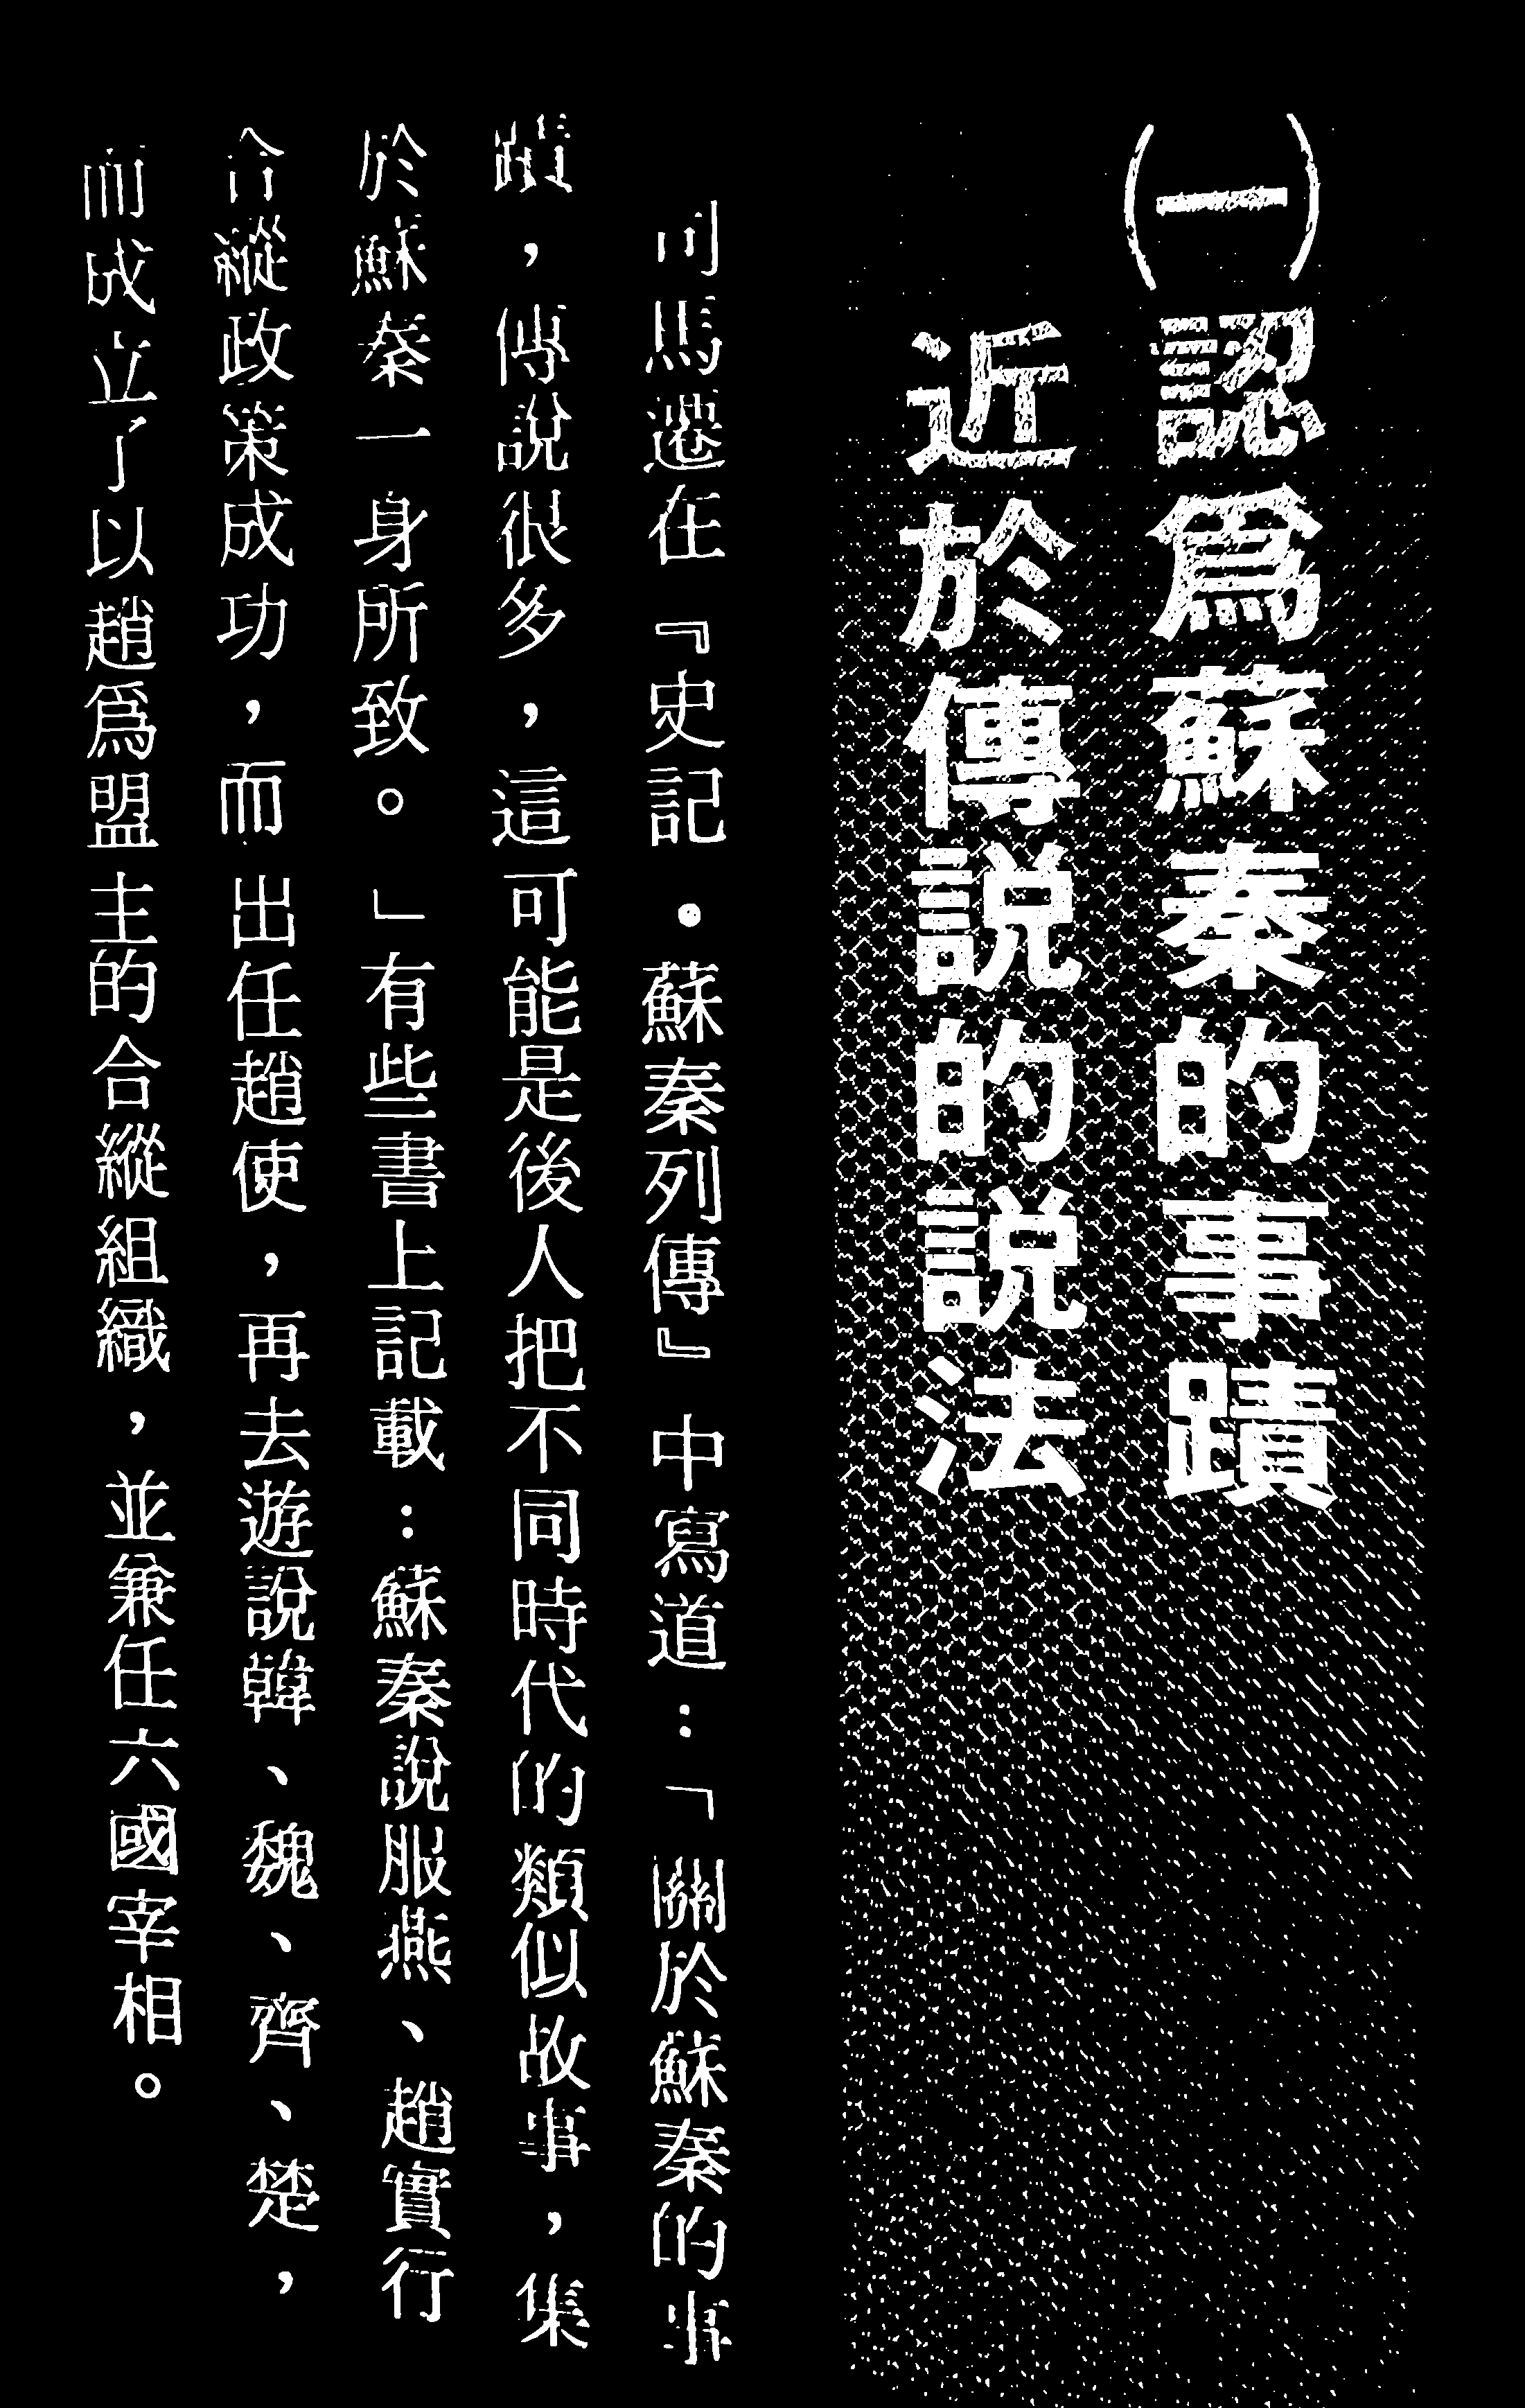 (一)認爲蘇秦的事蹟
近於傳說的說法
司馬遷在『史記·蘇秦列傳』中寫道:「關於蘇秦的事
蹟,傳說很多,這可能是後人把不同時代的類似故事,集
於蘇秦一身所致。」有些書上記載:蘇秦說服燕、趙實行
合縱政策成功,而出任趙使,再去遊說韓、魏、齊、楚,
而成立了以趙爲盟主的合縱組織,並兼任六國宰相。